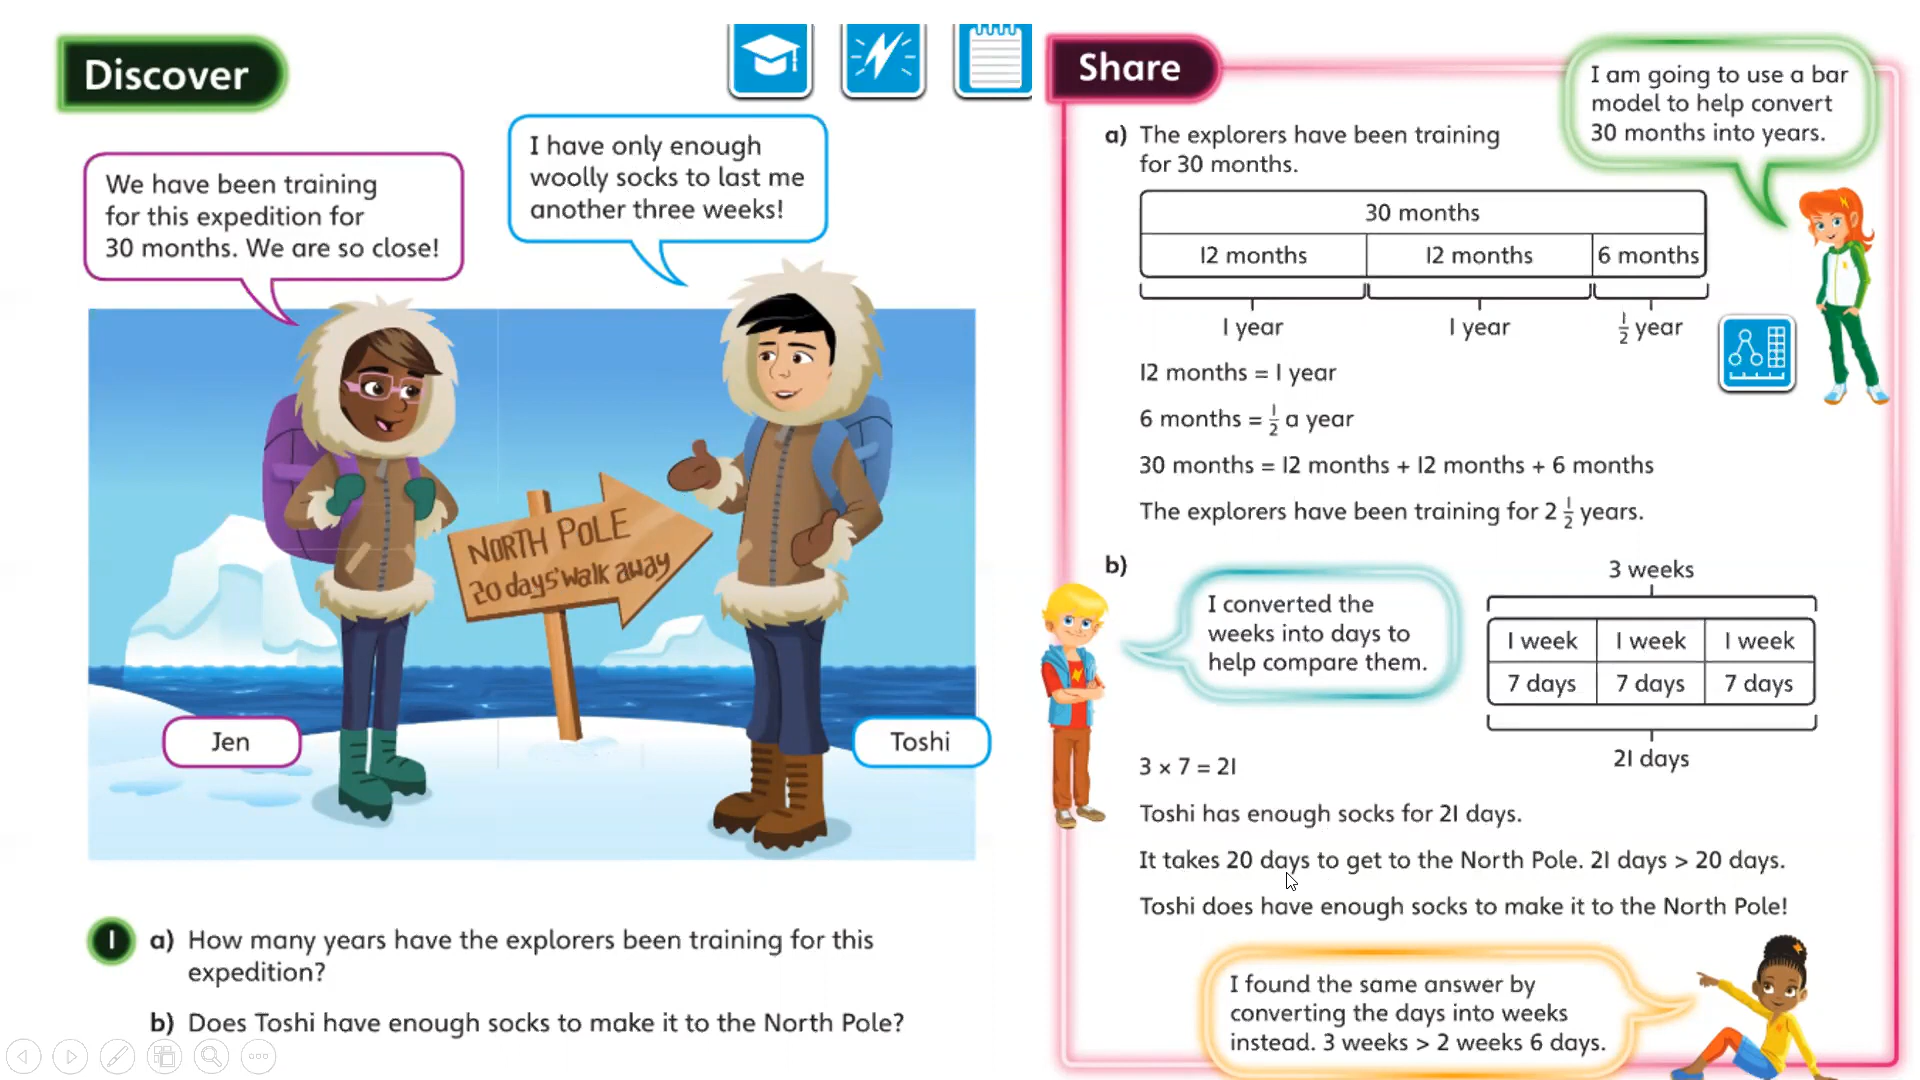 Discover
We have been training
for this expedition for
30 months. We are so close!
I have only enough
woolly socks to last me
another three weeks!
NORTH POLE
20 days' walk away
Jen
Toshi
1 a) How many years have the explorers been training for this
expedition?
b) Does Toshi have enough socks to make it to the North Pole?
Share
I am going to use a bar
model to help convert
30 months into years.
a) The explorers have been training
for 30 months.
30 months
12 months 12 months 6 months
1 year 1 year 1/2 year
12 months = 1 year
6 months = 1/2 a year
30 months = 12 months + 12 months + 6 months
The explorers have been training for 2 1/2 years.
b)
I converted the
weeks into days to
help compare them.
3 weeks
1 week 1 week 1 week
7 days 7 days 7 days
21 days
3 × 7 = 21
Toshi has enough socks for 21 days.
It takes 20 days to get to the North Pole. 21 days > 20 days.
Toshi does have enough socks to make it to the North Pole!
I found the same answer by
converting the days into weeks
instead. 3 weeks > 2 weeks 6 days.